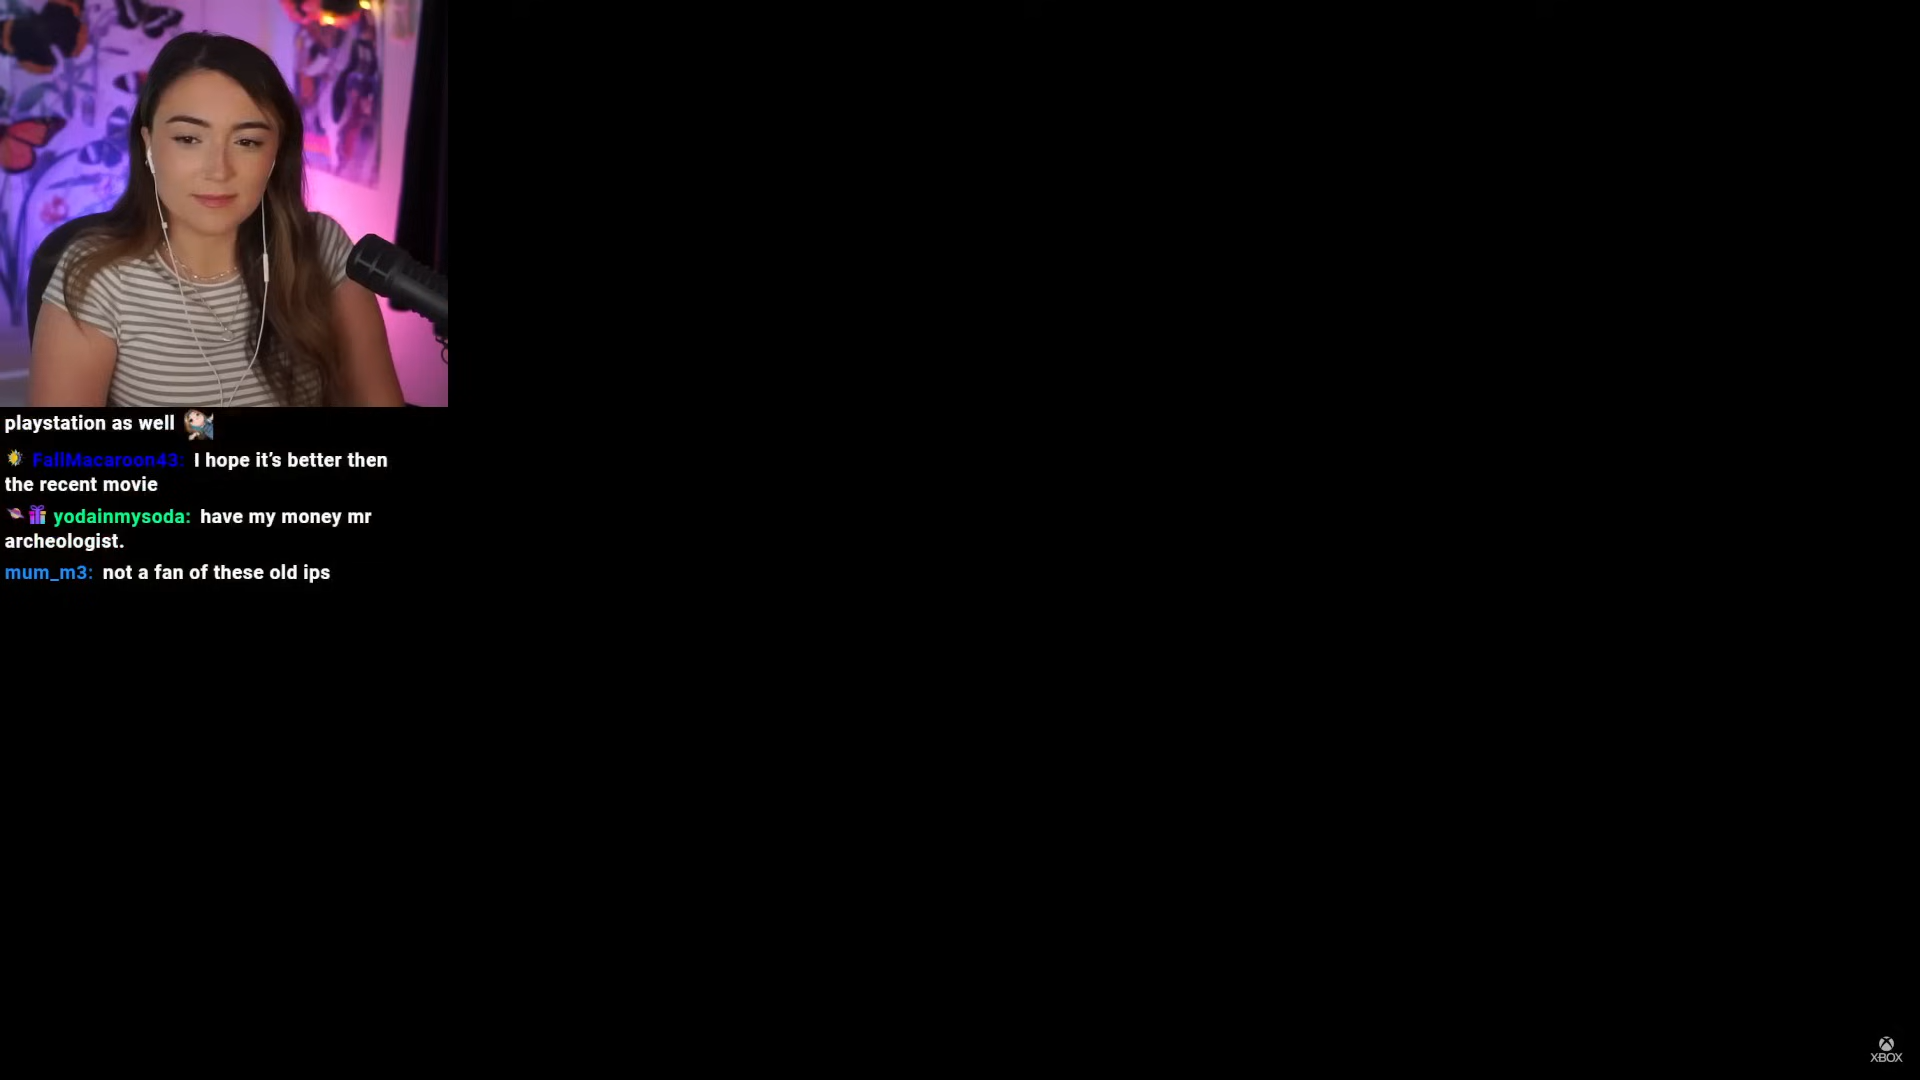 playstation as well
FallMacaroon43: I hope it's better then
the recent movie
yodainmysoda: have my money mr
archeologist.
mum_m3: not a fan of these old ips
XBOX